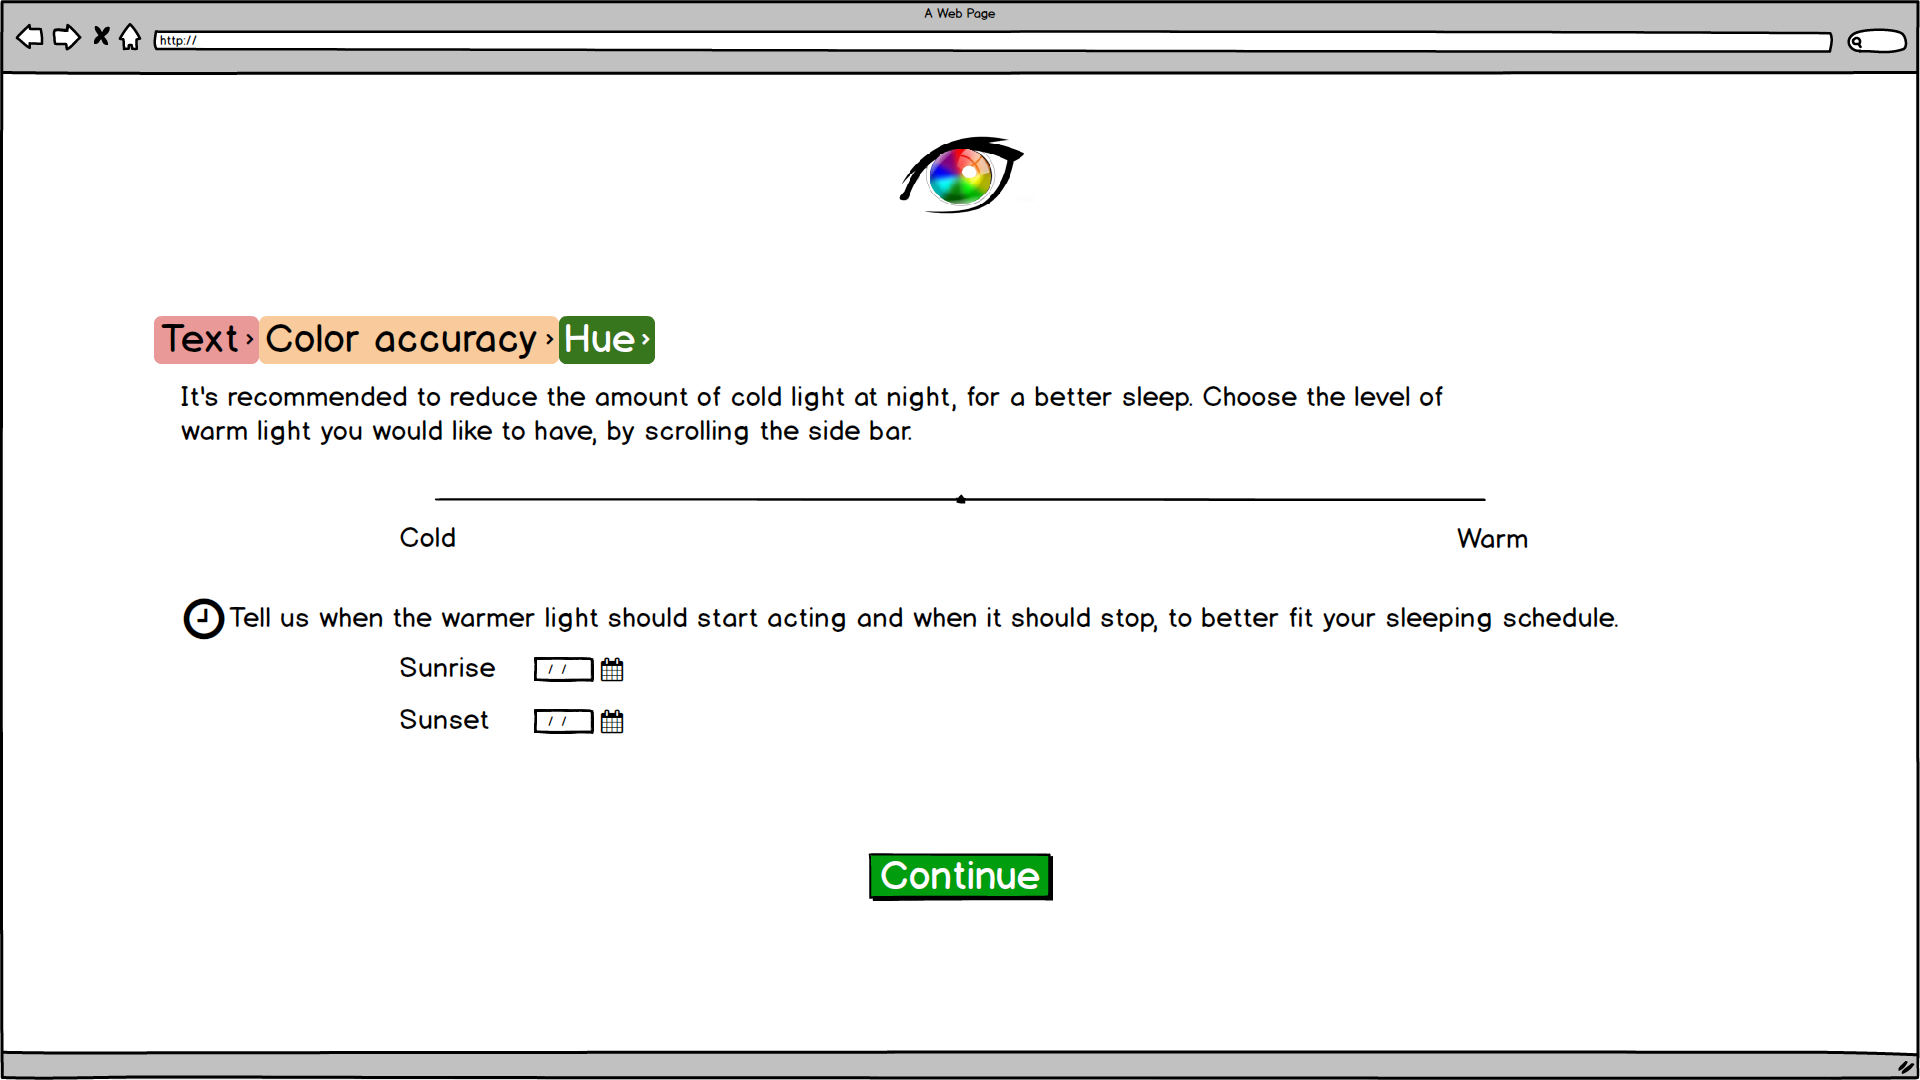 A Web Page
http://
Text › Color accuracy › Hue ›
It's recommended to reduce the amount of cold light at night, for a better sleep. Choose the level of
warm light you would like to have, by scrolling the side bar.
Cold
Warm
Tell us when the warmer light should start acting and when it should stop, to better fit your sleeping schedule.
Sunrise / /
Sunset / /
Continue